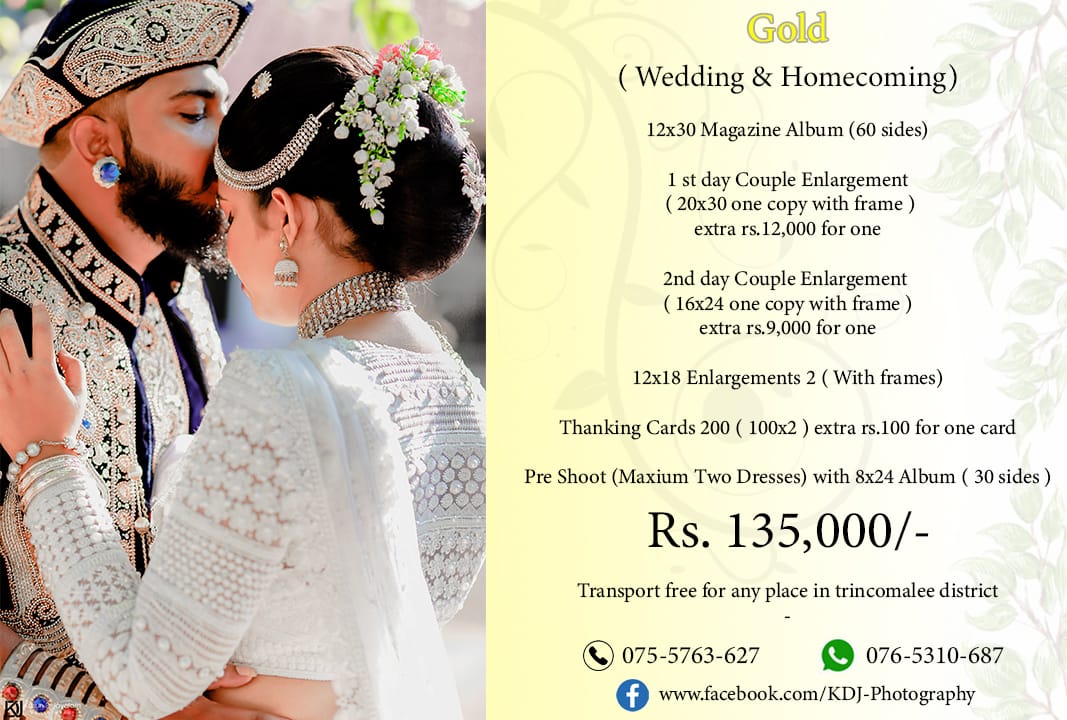 Gold
( Wedding & Homecoming)
12x30 Magazine Album (60 sides)
1 st day Couple Enlargement
( 20x30 one copy with frame )
extra rs.12,000 for one
2nd day Couple Enlargement
( 16x24 one copy with frame )
extra rs.9,000 for one
12x18 Enlargements 2 ( With frames)
Thanking Cards 200 ( 100x2 ) extra rs.100 for one card
Pre Shoot (Maxium Two Dresses) with 8x24 Album ( 30 sides )
Rs. 135,000/-
Transport free for any place in trincomalee district
-
075-5763-627
076-5310-687
www.facebook.com/KDJ-Photography